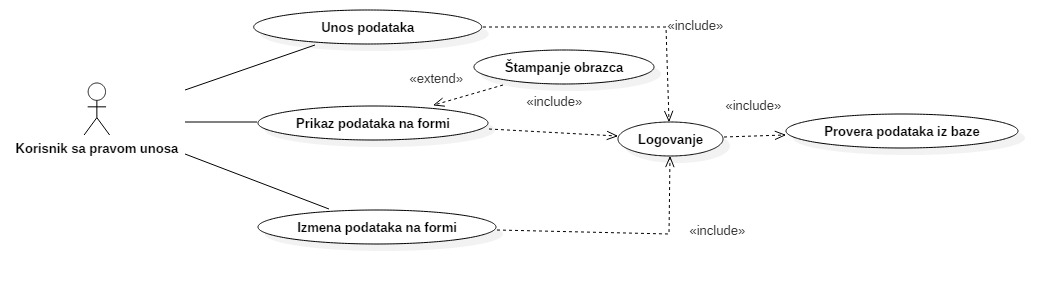 Unos podataka
«include»
Štampanje obrazca
«extend»
«include»
«include»
Prikaz podataka na formi
Logovanje
Provera podataka iz baze
Korisnik sa pravom unosa
Izmena podataka na formi
«include»